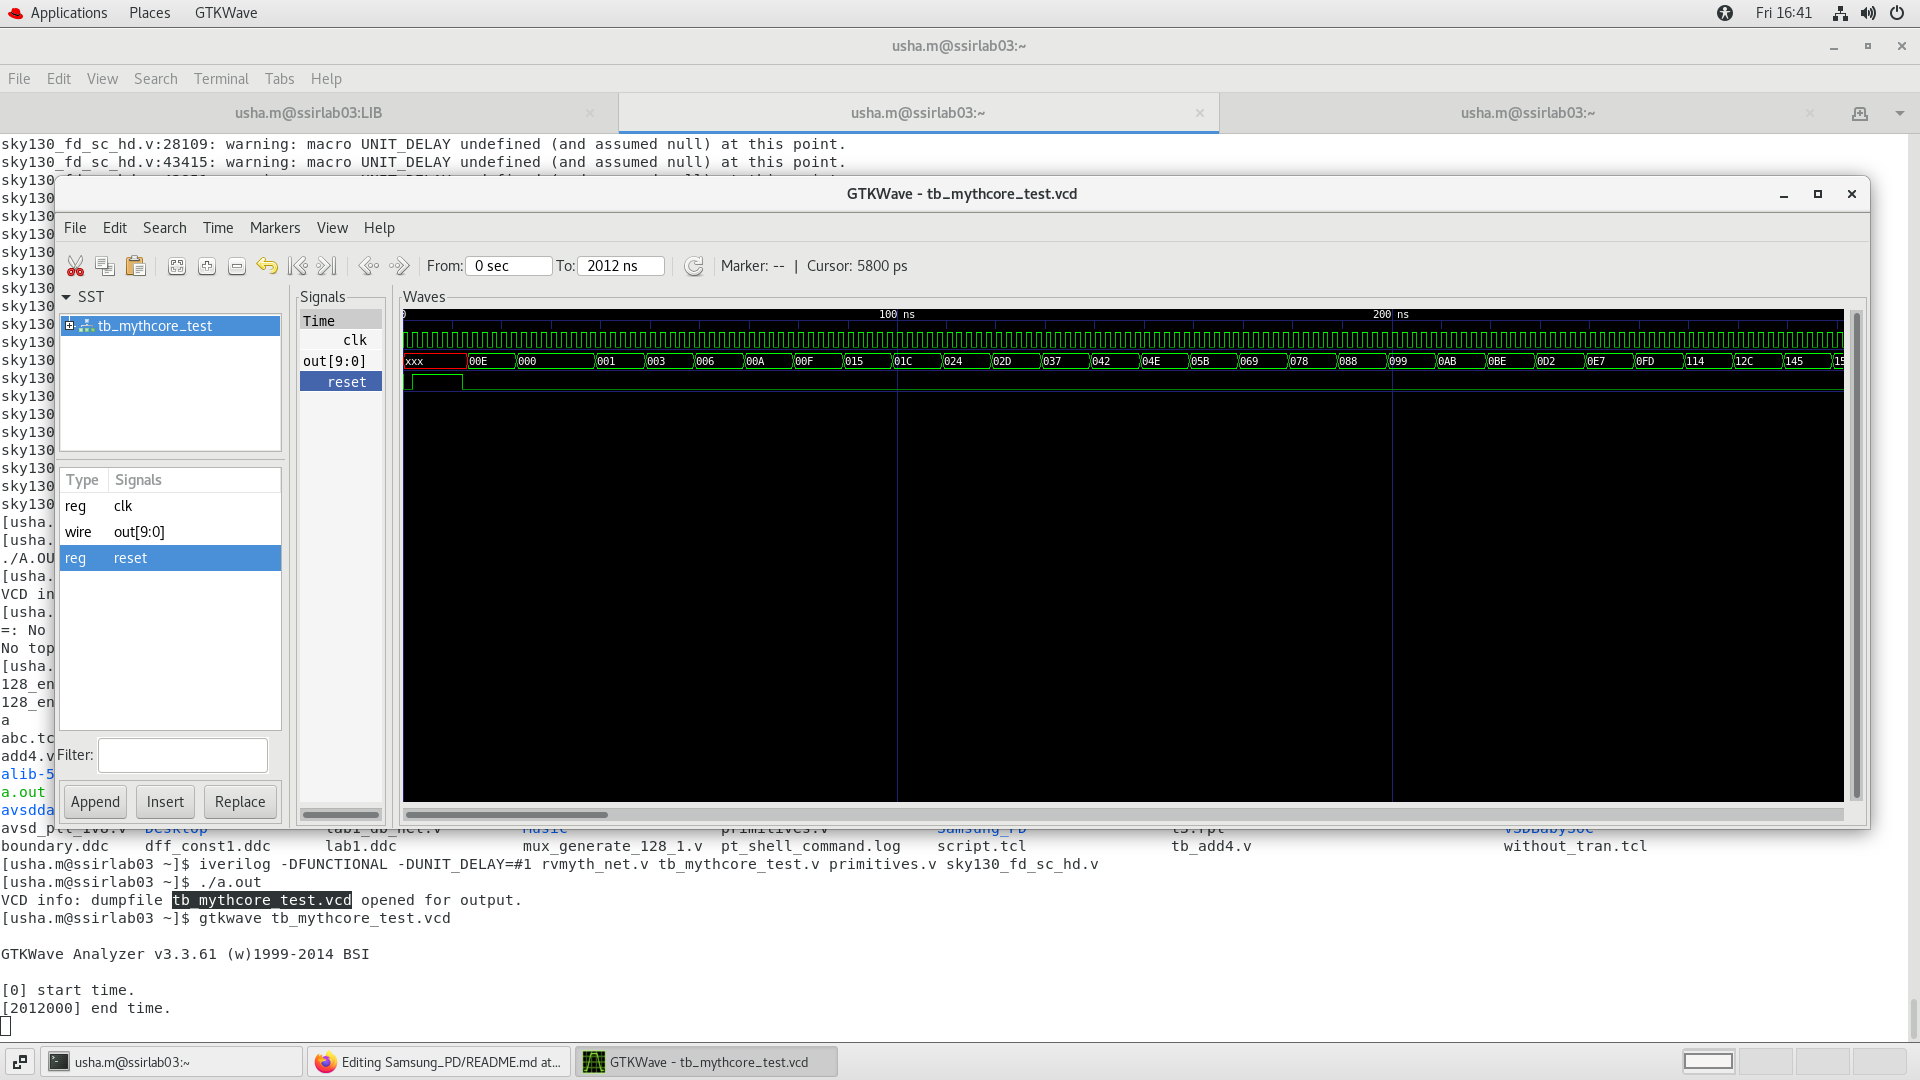 Applications Places GTKWave Fri 16:41
usha.m@ssirlab03:~
File Edit View Search Terminal Tabs Help
usha.m@ssirlab03:LIB usha.m@ssirlab03:~ usha.m@ssirlab03:~
sky130_fd_sc_hd.v:28109: warning: macro UNIT_DELAY undefined (and assumed null) at this point.
sky130_fd_sc_hd.v:43415: warning: macro UNIT_DELAY undefined (and assumed null) at this point.
sky130
GTKWave - tb_mythcore_test.vcd
sky130
sky130
File Edit Search Time Markers View Help
sky130
sky130
From: 0 sec To: 2012 ns Marker: -- | Cursor: 5800 ps
sky130
sky130
SST Signals Waves
sky130
sky130
tb_mythcore_test Time 0 100 ns 200 ns
clk
out[9:0] xxx 00E 000 001 003 006 00A 00F 015 01C 024 02D 037 042 04E 05B 069 078 088 099 0AB 0BE 0D2 0E7 0FD 114 12C 145 15
reset
sky130
sky130
sky130
sky130
sky130
sky130
sky130
sky130
sky130
sky130
Type Signals
reg clk
wire out[9:0]
reg reset
[usha.
[usha.
./A.OU
[usha.
VCD in
[usha.
=: No
No top
[usha.
128_en
128_en
a
abc.tc
add4.v
Filter:
alib-5
a.out
Append Insert Replace
avsdda
avsd_pll_1v8.v Desktop lab1_db_net.v Music primitives.v Samsung_PD t3.rpt VSDBabySoC
boundary.ddc dff_const1.ddc lab1.ddc mux_generate_128_1.v pt_shell_command.log script.tcl tb_add4.v without_tran.tcl
[usha.m@ssirlab03 ~]$ iverilog -DFUNCTIONAL -DUNIT_DELAY=#1 rvmyth_net.v tb_mythcore_test.v primitives.v sky130_fd_sc_hd.v
[usha.m@ssirlab03 ~]$ ./a.out
VCD info: dumpfile tb_mythcore_test.vcd opened for output.
[usha.m@ssirlab03 ~]$ gtkwave tb_mythcore_test.vcd
GTKWave Analyzer v3.3.61 (w)1999-2014 BSI
[0] start time.
[2012000] end time.
usha.m@ssirlab03:~ Editing Samsung_PD/README.md at... GTKWave - tb_mythcore_test.vcd